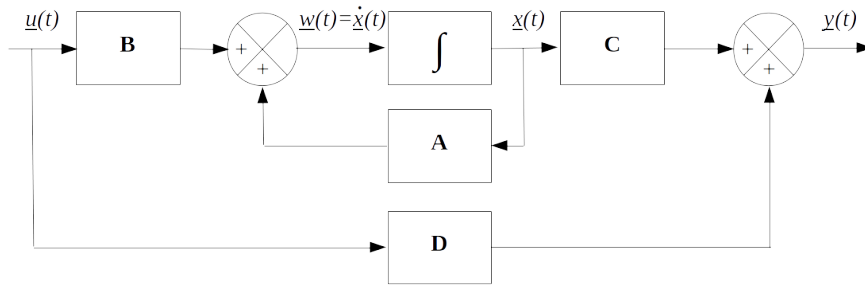 u(t)
B
+
+
w(t)=ẋ(t)
∫
x(t)
C
+
+
y(t)
A
D